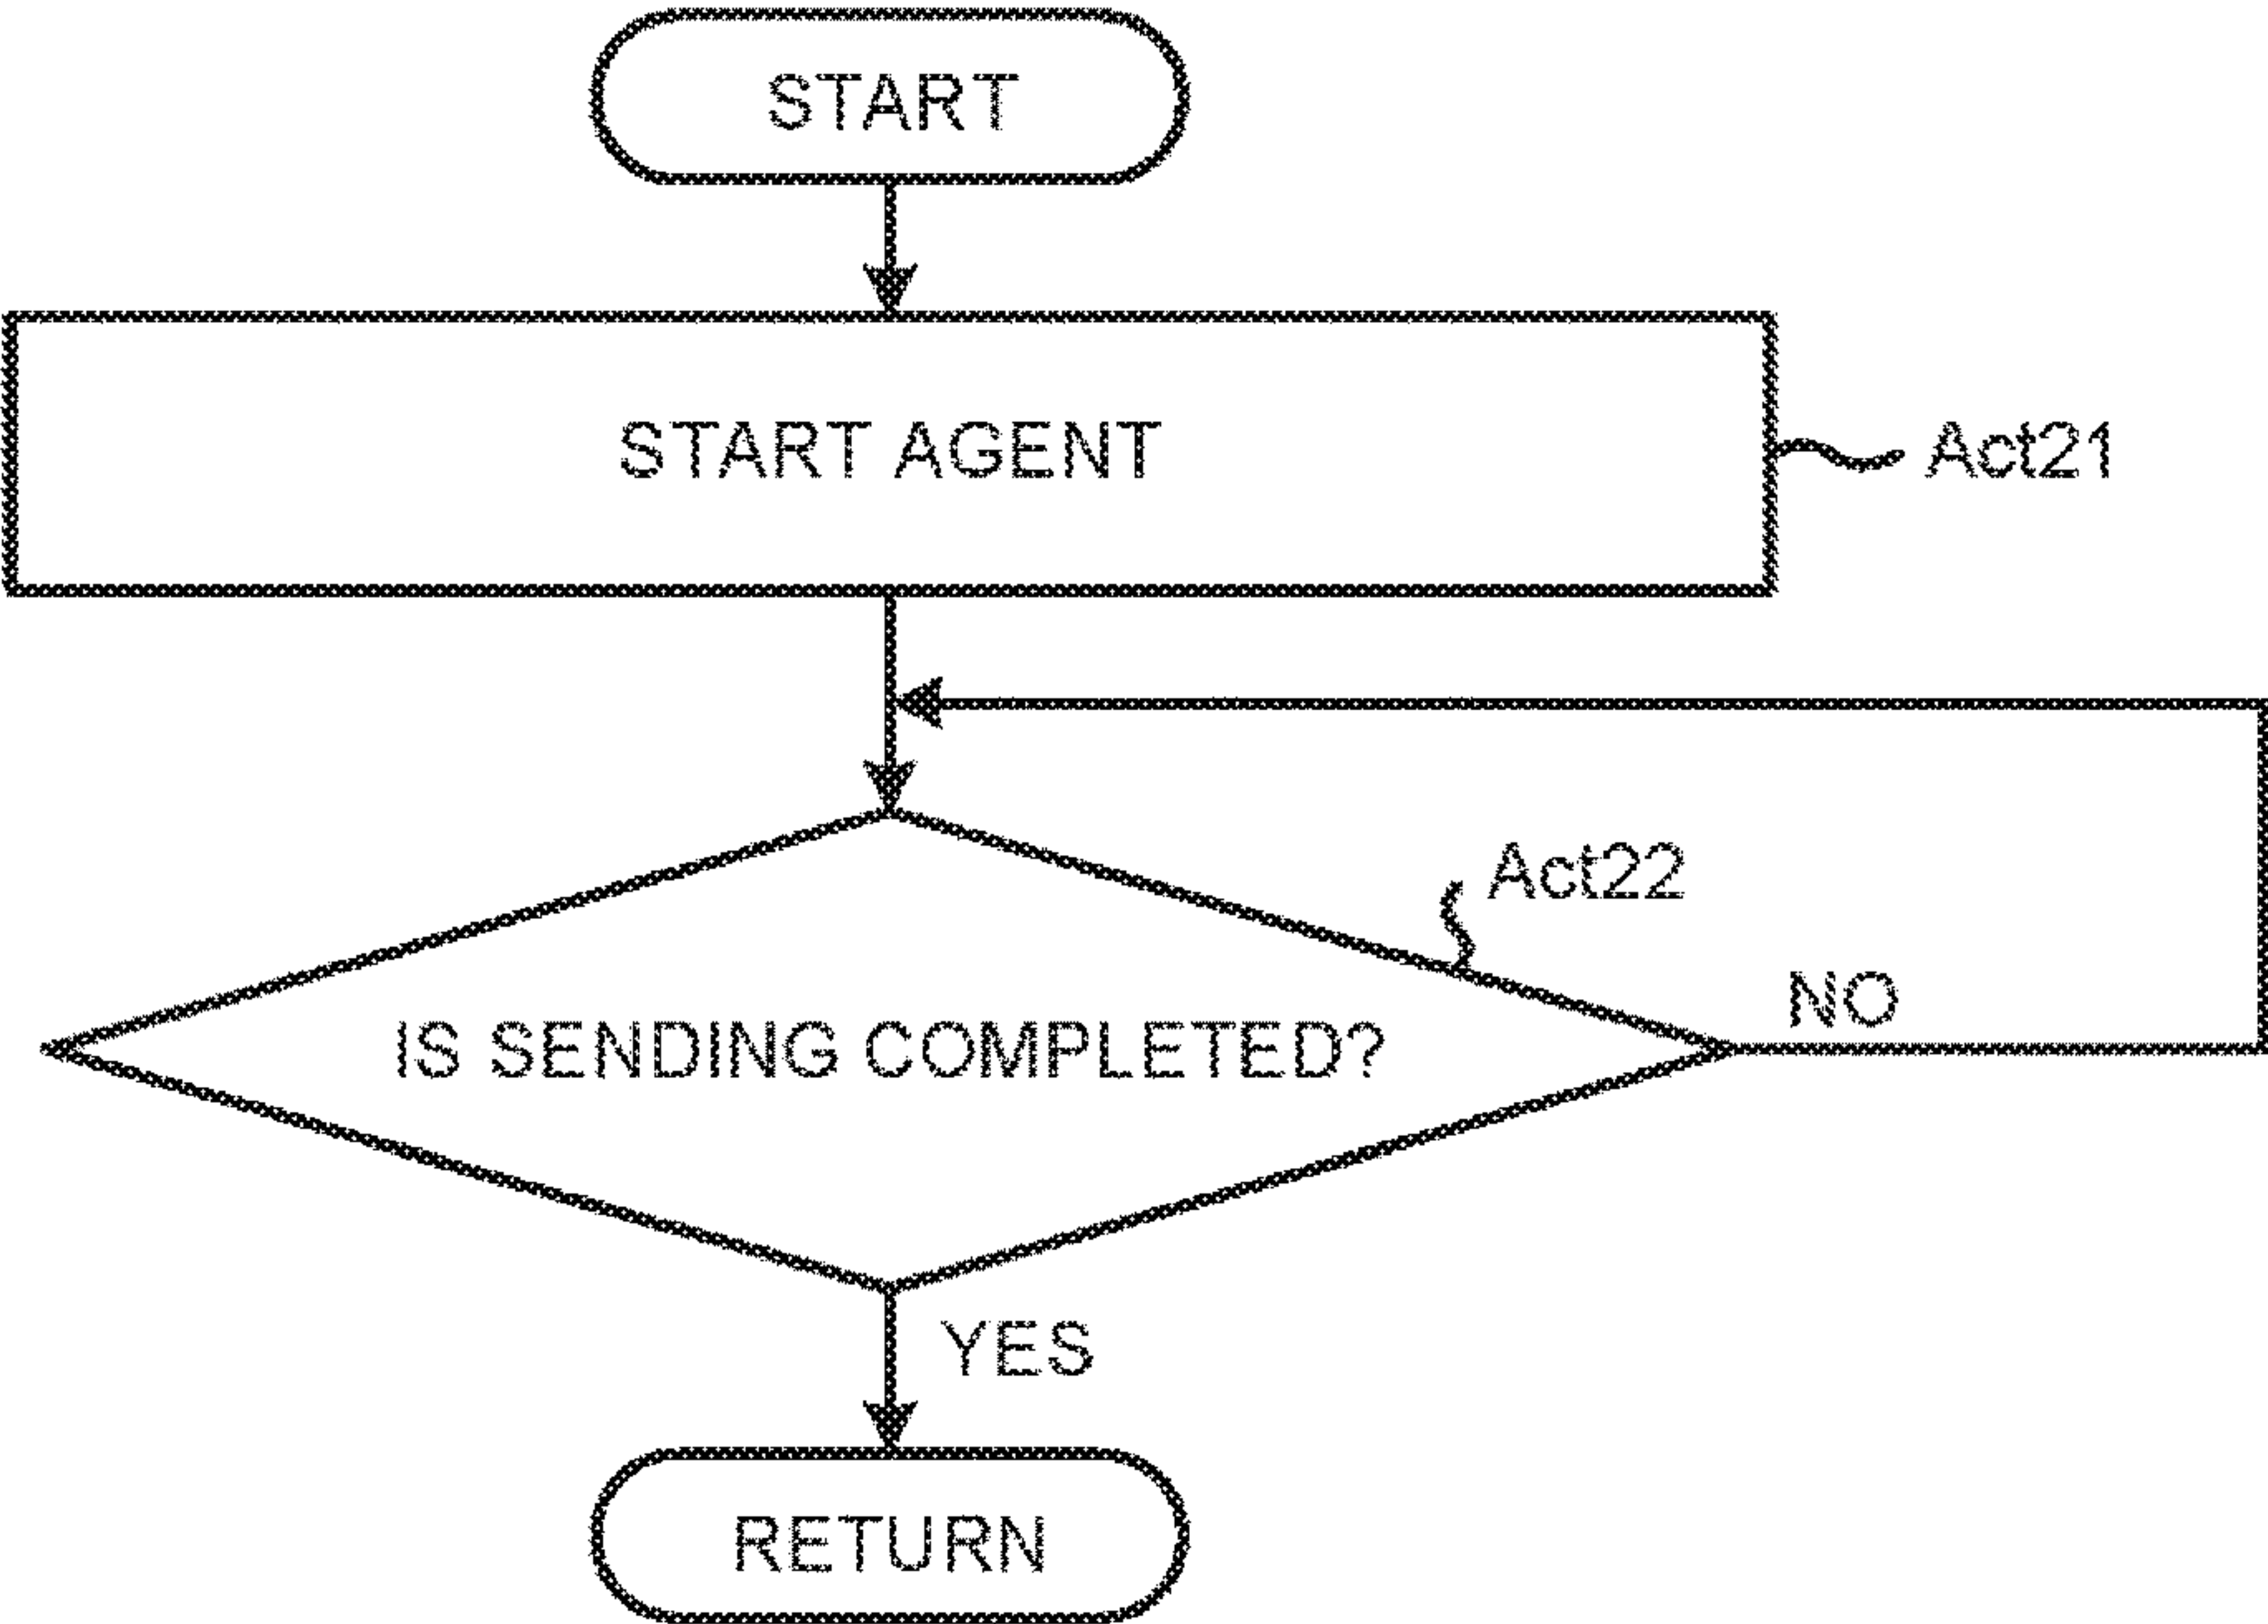 START
START AGENT
Act21
Act22
NO
IS SENDING COMPLETED?
YES
RETURN